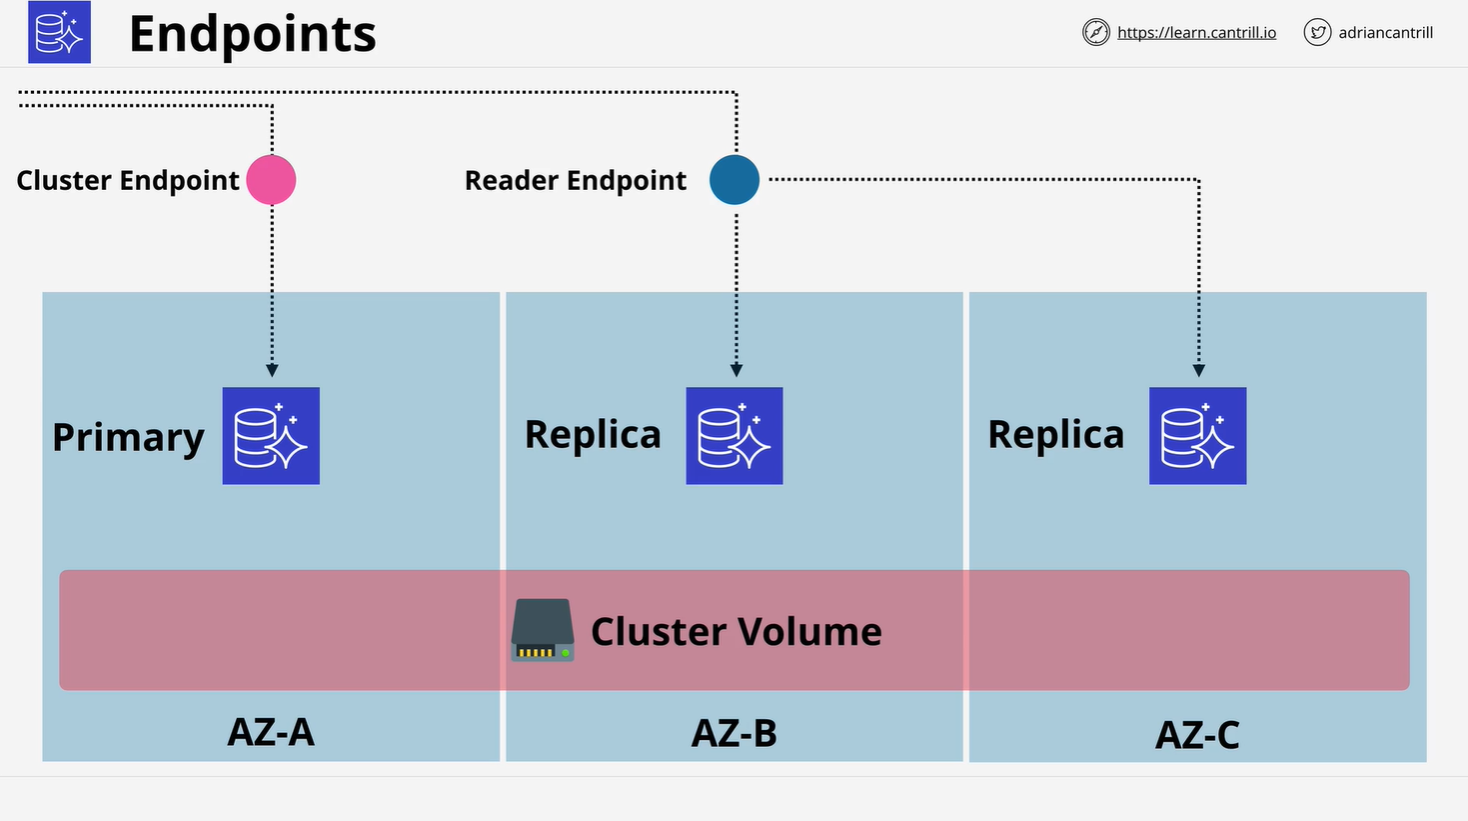 Endpoints
https://learn.cantrill.io
adriancantrill
Cluster Endpoint
Reader Endpoint
Primary
Replica
Replica
Cluster Volume
AZ-A
AZ-B
AZ-C